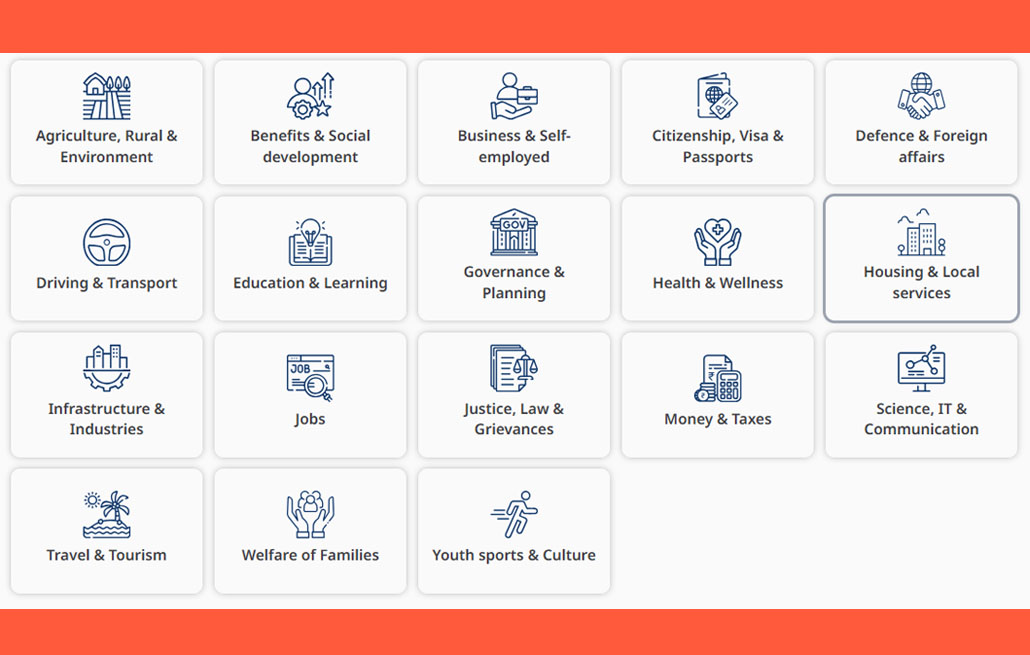 Agriculture, Rural &
Environment
Benefits & Social
development
Business & Self-
employed
Citizenship, Visa &
Passports
Defence & Foreign
affairs
Driving & Transport
Education & Learning
GOV
Governance &
Planning
Health & Wellness
Housing & Local
services
Infrastructure &
Industries
JOB
Jobs
Justice, Law &
Grievances
₹
₹
Money & Taxes
Science, IT &
Communication
Travel & Tourism
Welfare of Families
Youth sports & Culture